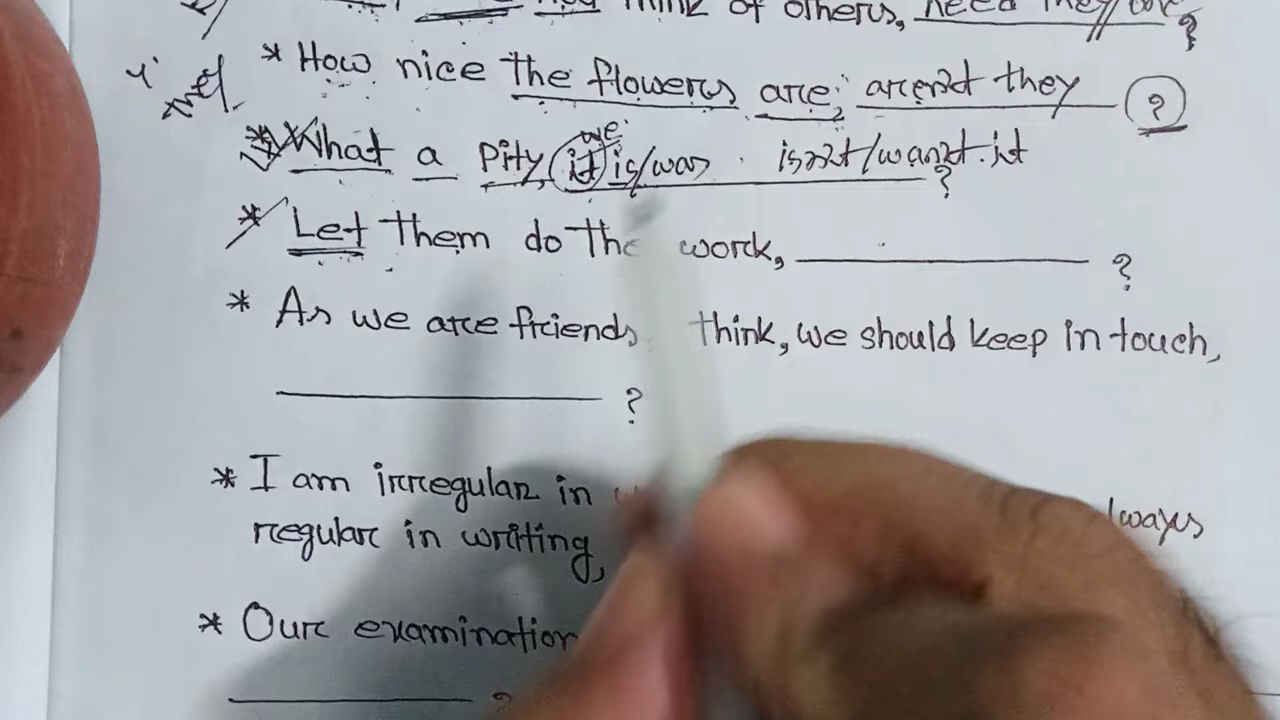 think of others, need they
* How nice the flowers are, aren't they ?
we
* What a Pity, it is/was isn't/wasn't it ?
* Let them do the work, ?
* As we are friends think, we should keep in touch,
?
* I am irregular in
regular in writing,
* Our examination
?